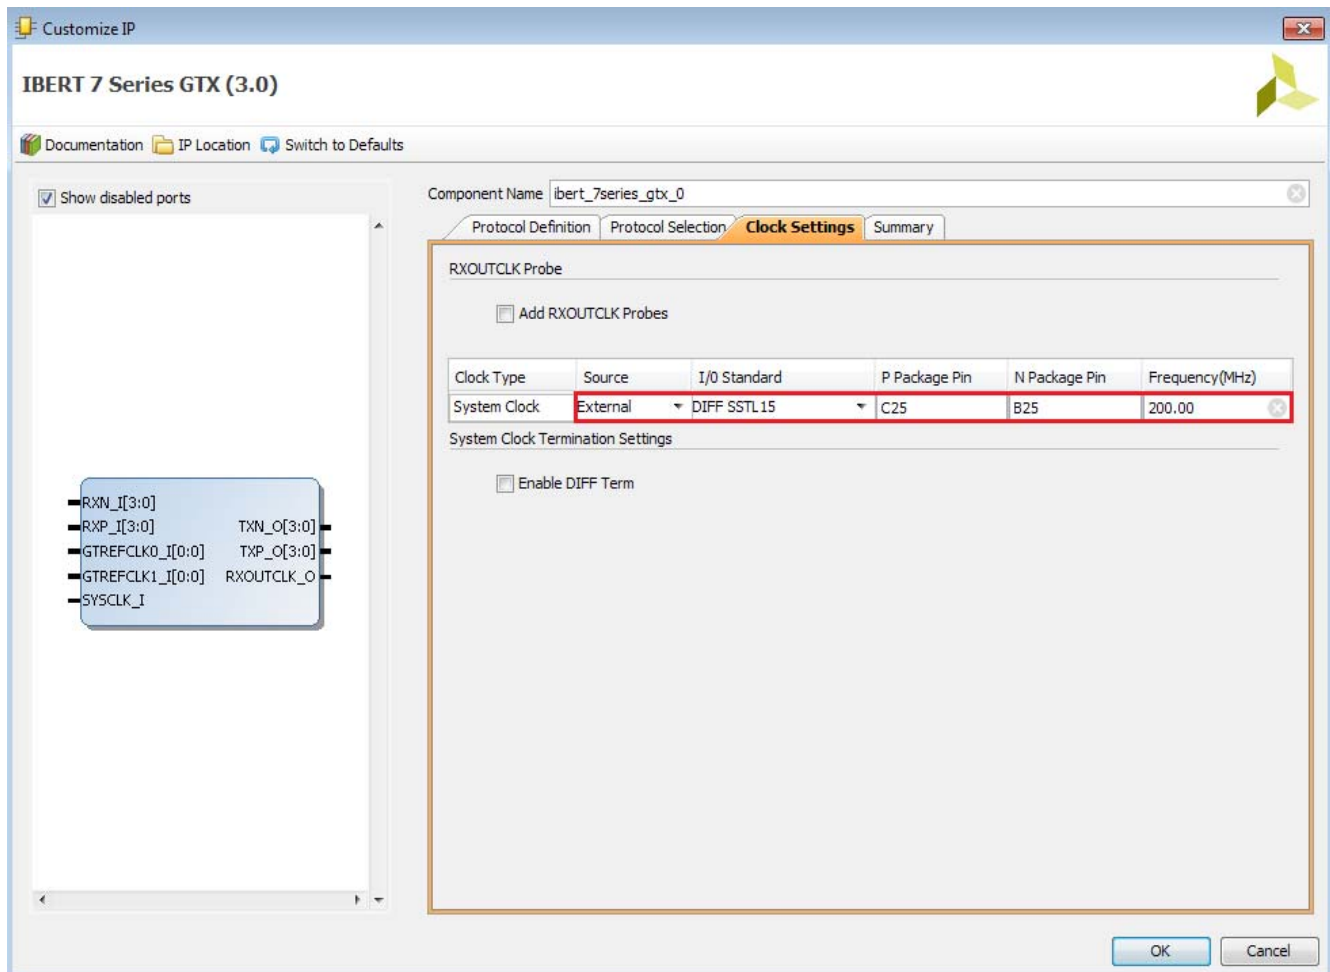 Customize IP
IBERT 7 Series GTX (3.0)
Documentation IP Location Switch to Defaults
Show disabled ports
Component Name ibert_7series_gtx_0
Protocol Definition Protocol Selection Clock Settings Summary
RXOUTCLK Probe
Add RXOUTCLK Probes
Clock Type Source I/0 Standard P Package Pin N Package Pin Frequency(MHz)
System Clock External DIFF SSTL15 C25 B25 200.00
System Clock Termination Settings
Enable DIFF Term
RXN_I[3:0]
RXP_I[3:0] TXN_O[3:0]
GTREFCLK0_I[0:0] TXP_O[3:0]
GTREFCLK1_I[0:0] RXOUTCLK_O
SYSCLK_I
OK Cancel